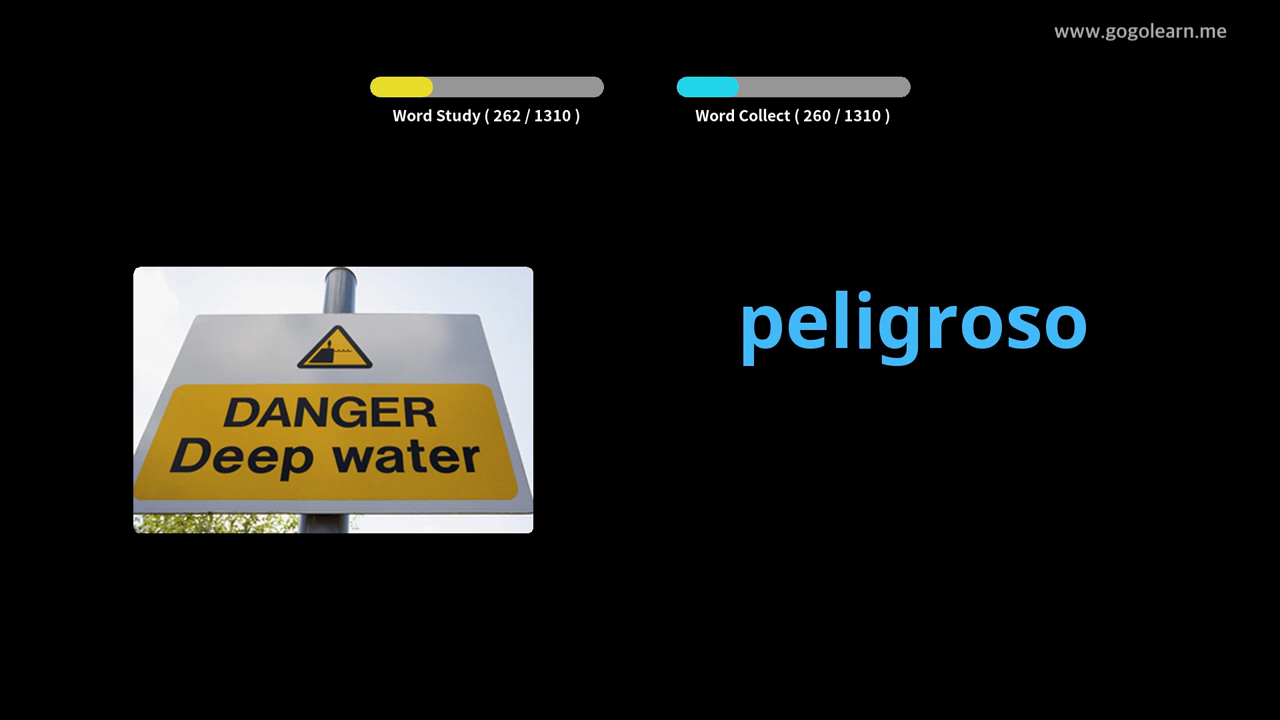 www.gogolearn.me
Word Study ( 262 / 1310 )
Word Collect ( 260 / 1310 )
peligroso
DANGER
Deep water